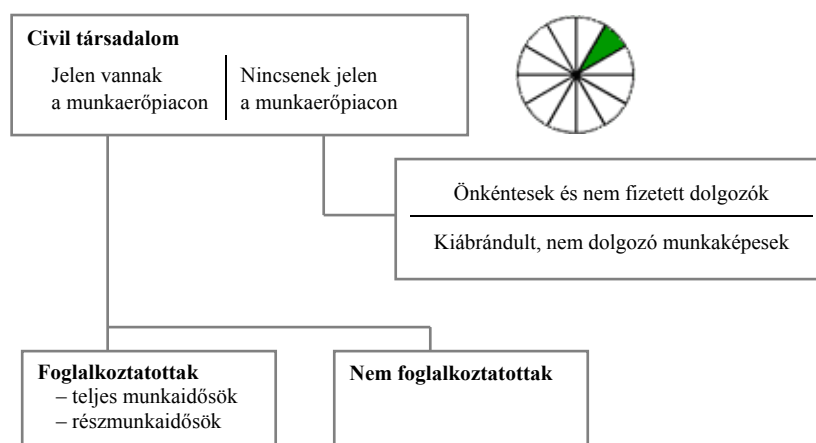 Civil társadalom
Jelen vannak
a munkaerőpiacon
Nincsenek jelen
a munkaerőpiacon
Önkéntesek és nem fizetett dolgozók
Kiábrándult, nem dolgozó munkaképesek
Foglalkoztatottak
– teljes munkaidősök
– részmunkaidősök
Nem foglalkoztatottak